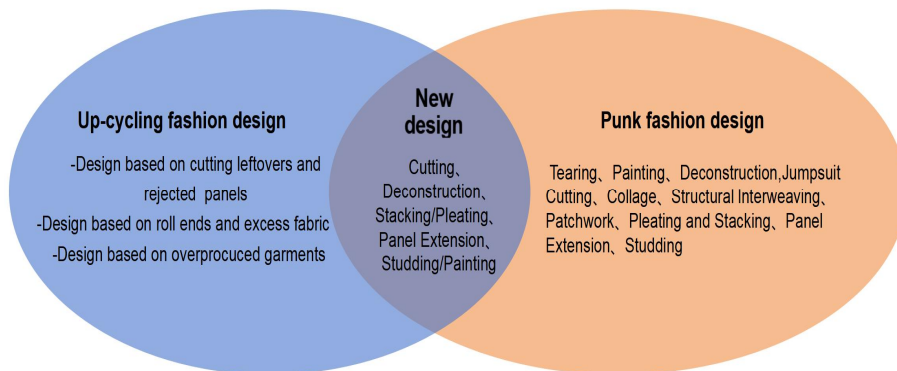 Up-cycling fashion design
-Design based on cutting leftovers and
rejected panels
-Design based on roll ends and excess fabric
-Design based on overprocuced garments
New
design
Cutting、
Deconstruction、
Stacking/Pleating、
Panel Extension、
Studding/Painting
Punk fashion design
Tearing、Painting、Deconstruction,Jumpsuit
Cutting、Collage、Structural Interweaving、
Patchwork、Pleating and Stacking、Panel
Extension、Studding